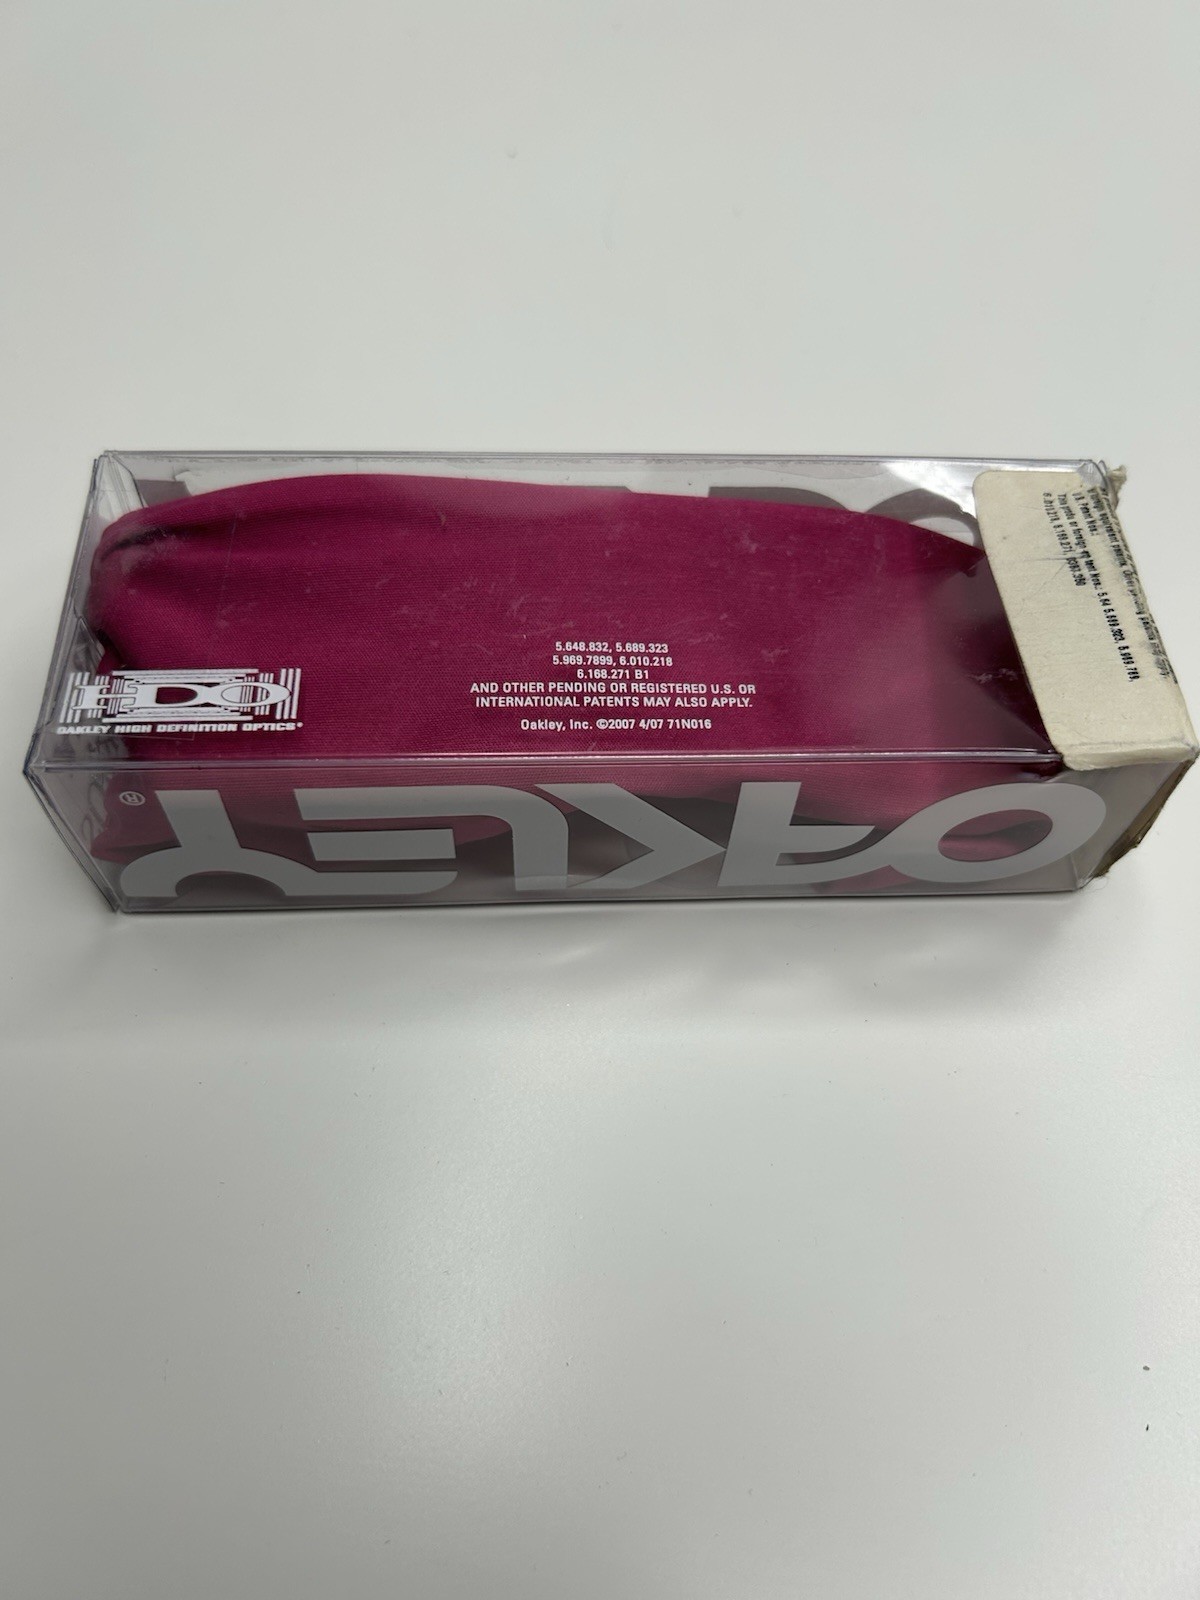 5.648.832, 5.689.323
5.969.7899, 6.010.218
6.168.271 B1
AND OTHER PENDING OR REGISTERED U.S. OR
INTERNATIONAL PATENTS MAY ALSO APPLY.
Oakley, Inc. ©2007 4/07 71N016
HDO
OAKLEY HIGH DEFINITION OPTICS®
OAKLEY®